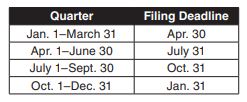 Quarter Filing Deadline
Jan. 1–March 31 Apr. 30
Apr. 1–June 30 July 31
July 1–Sept. 30 Oct. 31
Oct. 1–Dec. 31 Jan. 31